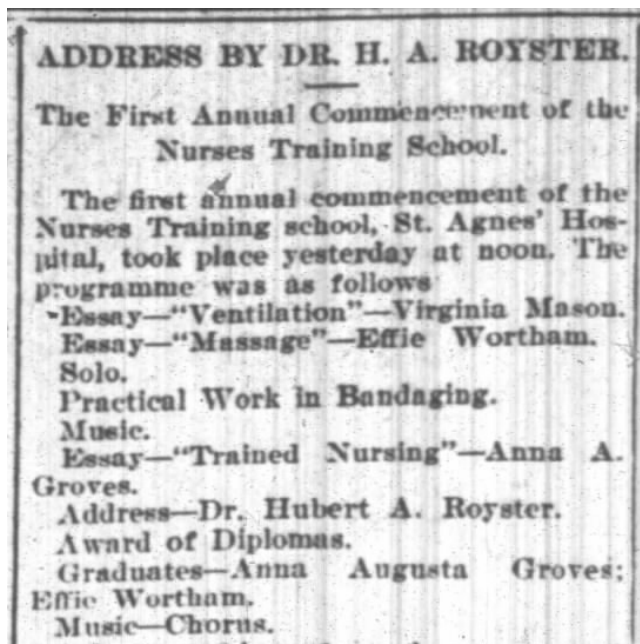 ADDRESS BY DR. H. A. ROYSTER.
The First Annual Commencement of the
Nurses Training School.
The first annual commencement of the
Nurses Training school, St. Agnes' Hos-
pital, took place yesterday at noon. The
programme was as follows
Essay—"Ventilation"—Virginia Mason.
Essay—"Massage"—Effie Wortham.
Solo.
Practical Work in Bandaging.
Music.
Essay—"Trained Nursing"—Anna A.
Groves.
Address—Dr. Hubert A. Royster.
Award of Diplomas.
Graduates—Anna Augusta Groves;
Effie Wortham.
Music—Chorus.